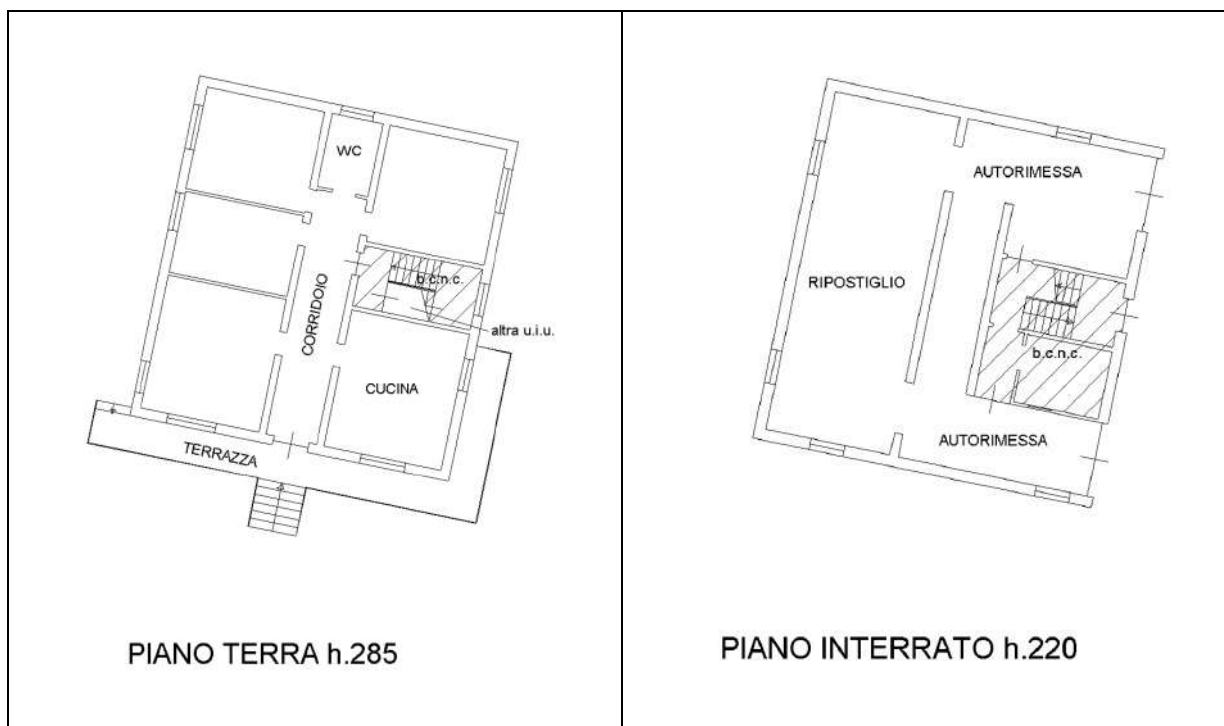 WC
b.c.n.c.
CORRIDOIO
altra u.i.u.
CUCINA
TERRAZZA
PIANO TERRA h.285
AUTORIMESSA
RIPOSTIGLIO
b.c.n.c.
AUTORIMESSA
PIANO INTERRATO h.220